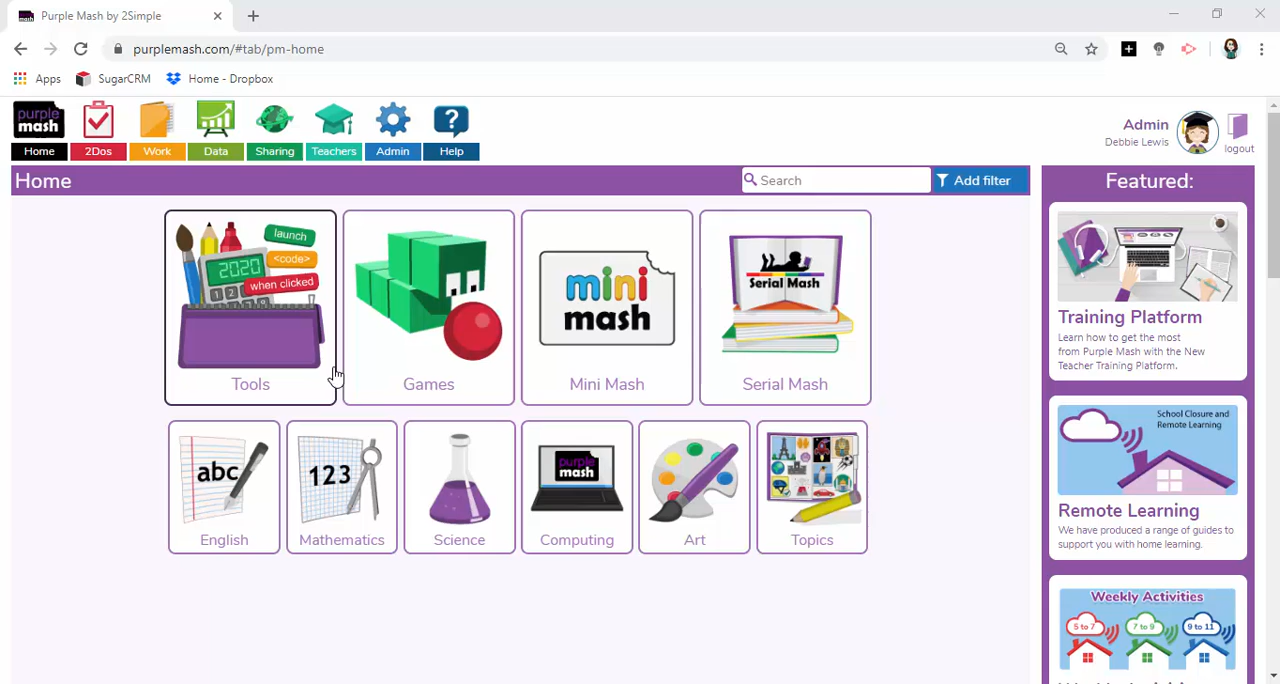 Purple Mash by 2Simple
purplemash.com/#tab/pm-home
Apps
SugarCRM
Home - Dropbox
purple
mash
Home
2Dos
Work
Data
Sharing
Teachers
Admin
?
Help
Admin
Debbie Lewis
logout
Home
Search
Add filter
launch
<code>
2020
when clicked
Tools
Games
mini
mash
Mini Mash
Serial Mash
Serial Mash
abc
English
123
Mathematics
Science
purple
mash
Computing
Art
Topics
Featured:
Training Platform
Learn how to get the most
from Purple Mash with the New
Teacher Training Platform.
School Closure and
Remote Learning
Remote Learning
We have produced a range of guides to
support you with home learning.
Weekly Activities
5 to 7
7 to 9
9 to 11